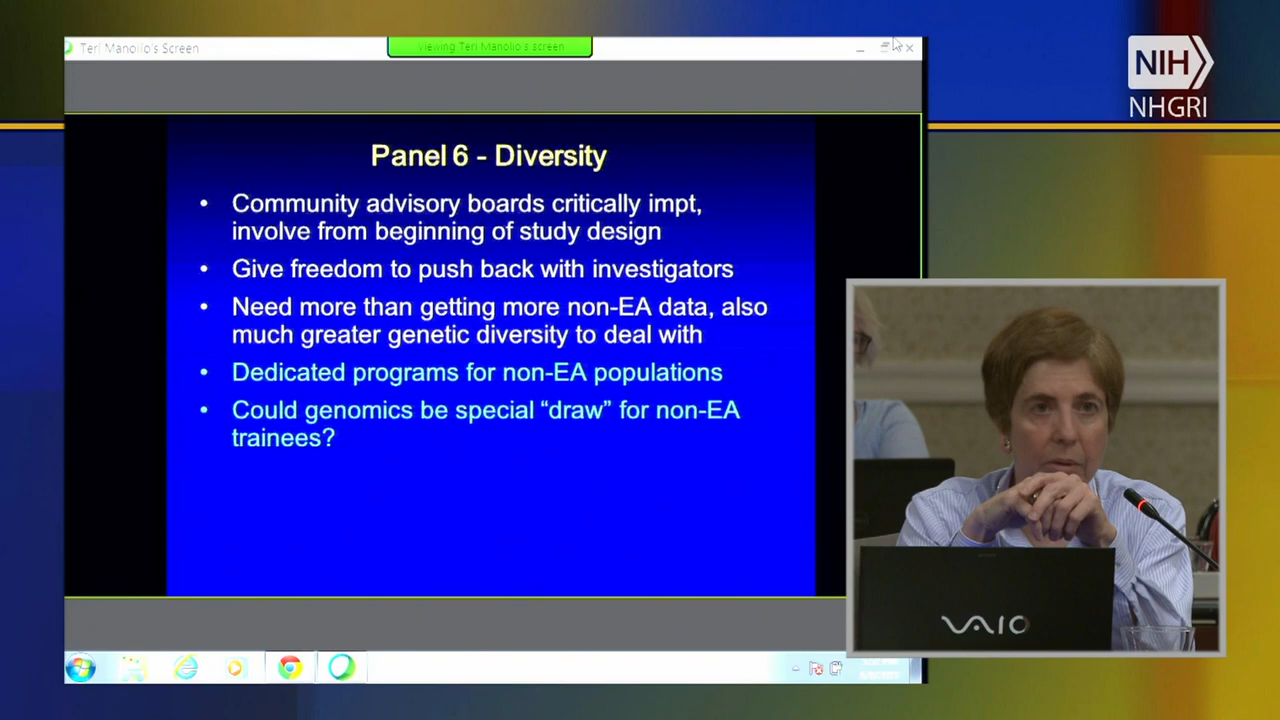 Teri Manolio's Screen
Viewing Teri Manolio's screen
NIH
NHGRI
Panel 6 - Diversity
• Community advisory boards critically impt,
involve from beginning of study design
• Give freedom to push back with investigators
• Need more than getting more non-EA data, also
much greater genetic diversity to deal with
• Dedicated programs for non-EA populations
• Could genomics be special “draw” for non-EA
trainees?
VAIO